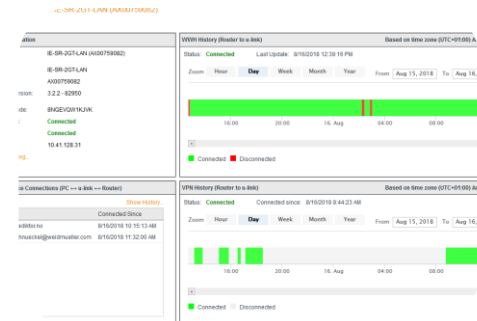 IE-SR-2GT-LAN (AX00759082)
ation
IE-SR-2GT-LAN (AX00759082)
IE-SR-2GT-LAN
AX00759082
rsion: 3.2.2 - 82950
de: 8NGEVQW1KJVK
Connected
Connected
10.41.128.31
WWH History (Router to u-link) Based on time zone (UTC+01:00)
Status: Connected Last Update: 8/16/2018 12:39:16 PM
Zoom Hour Day Week Month Year From Aug 15, 2018 To Aug 16,
16:00 20:00 16. Aug 04:00 08:00
Connected Disconnected
Connections (PC ↔ u-link ↔ Router)
Show History...
Connected Since
8/16/2018 10:15:13 AM
@weidmueller.com 8/16/2018 11:32:00 AM
VPN History (Router to u-link) Based on time zone (UTC+01:00)
Status: Connected Connected since: 8/16/2018 8:44:23 AM
Zoom Hour Day Week Month Year From Aug 15, 2018 To Aug 16,
16:00 20:00 16. Aug 04:00 08:00
Connected Disconnected